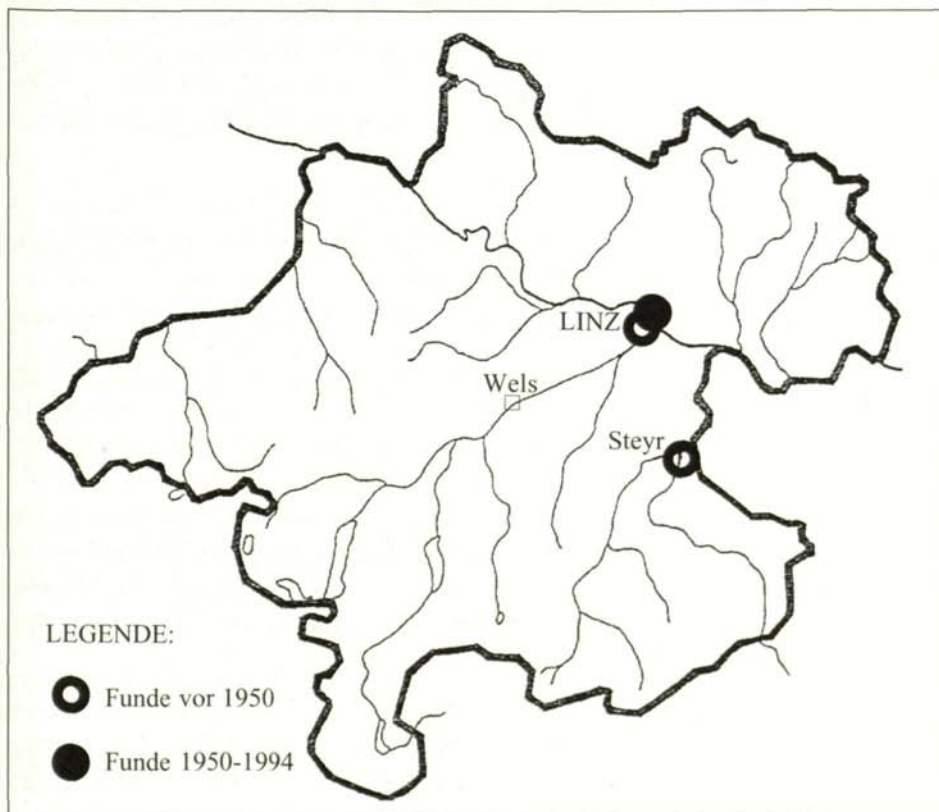 LINZ
Wels
Steyr
LEGENDE:
Funde vor 1950
Funde 1950-1994